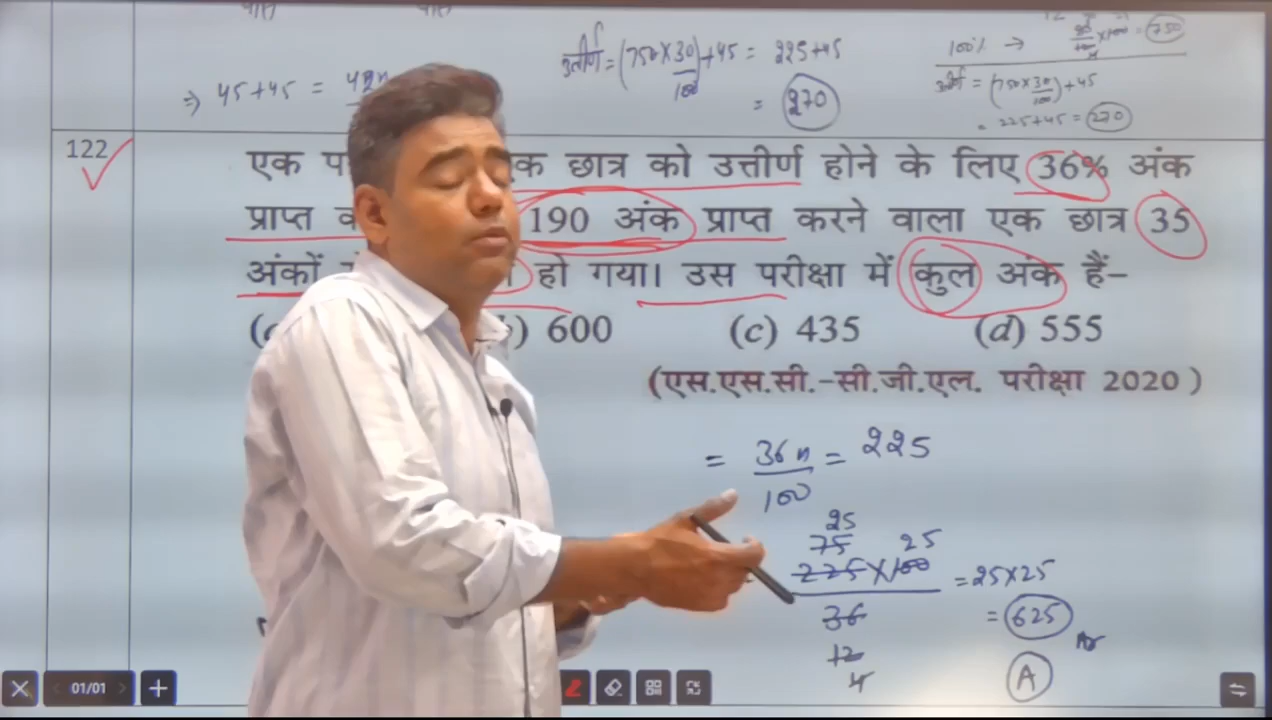 100% →
उत्तीर्ण = (750×30/100)+45 = 225+45
= 270
⇒ 45+45 =
= (750×30/100)+45
= 225+45 = 270
122
एक छात्र को उत्तीर्ण होने के लिए 36% अंक
प्राप्त 190 अंक प्राप्त करने वाला एक छात्र 35
अंकों हो गया। उस परीक्षा में कुल अंक हैं–
600 (c) 435 (d) 555
(एस.एस.सी.–सी.जी.एल. परीक्षा 2020)
= 36n/100 = 225
25
75 25
225×100/36 = 25×25
= 625 Ans
12
4 A
01/01